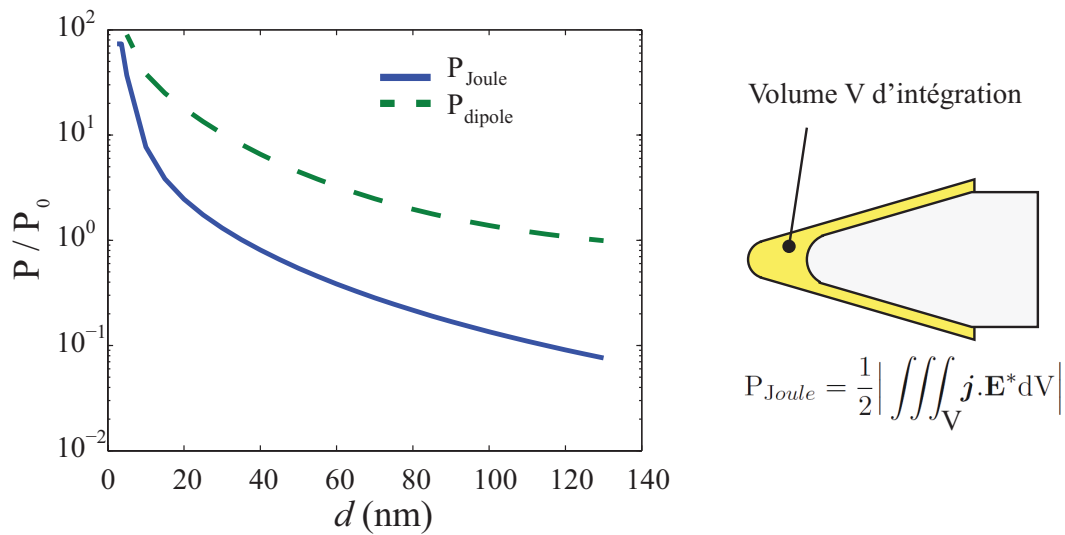 10^2
10^1
10^0
10^-1
10^-2
P / P_0
0 20 40 60 80 100 120 140
d (nm)
P_Joule
P_dipole
Volume V d'intégration
P_Joule = 1/2 | ∭_V j.E*dV |